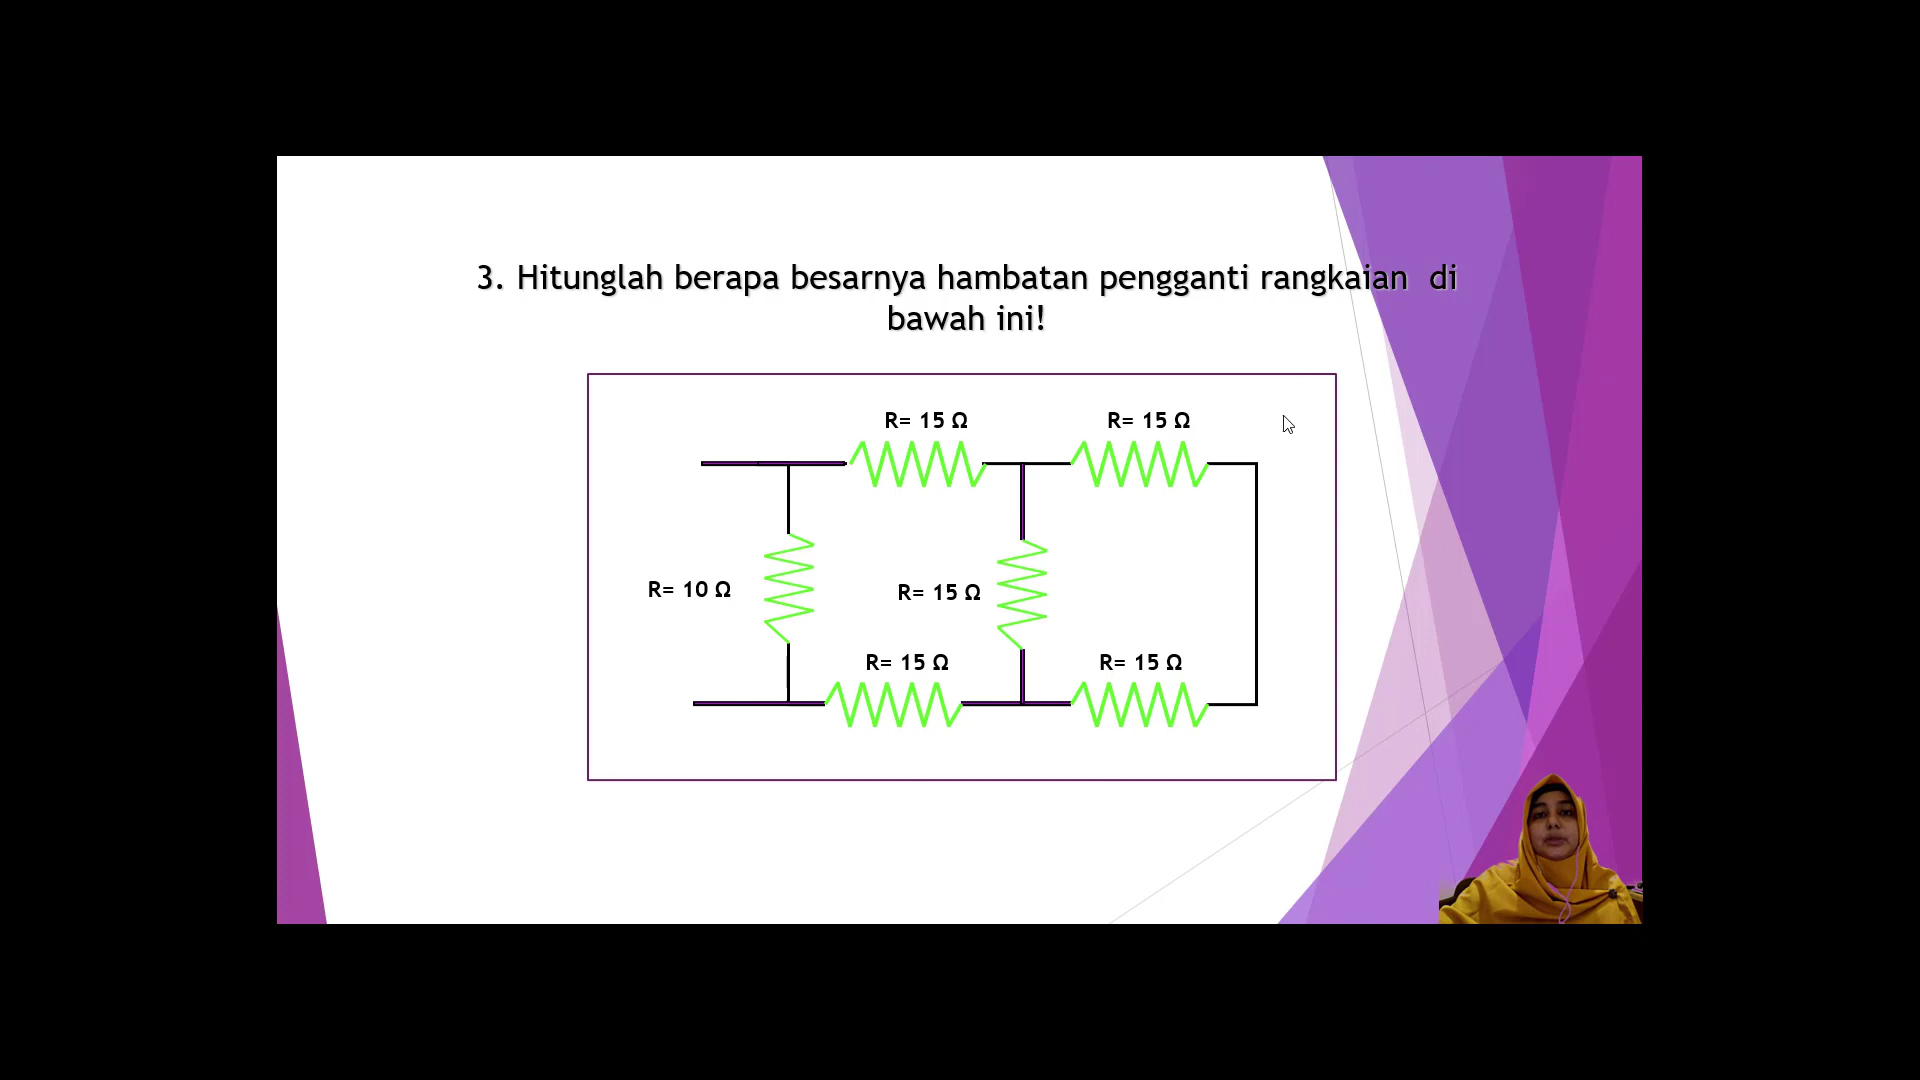 3. Hitunglah berapa besarnya hambatan pengganti rangkaian  di
bawah ini!
R= 15 Ω
R= 15 Ω
R= 10 Ω
R= 15 Ω
R= 15 Ω
R= 15 Ω